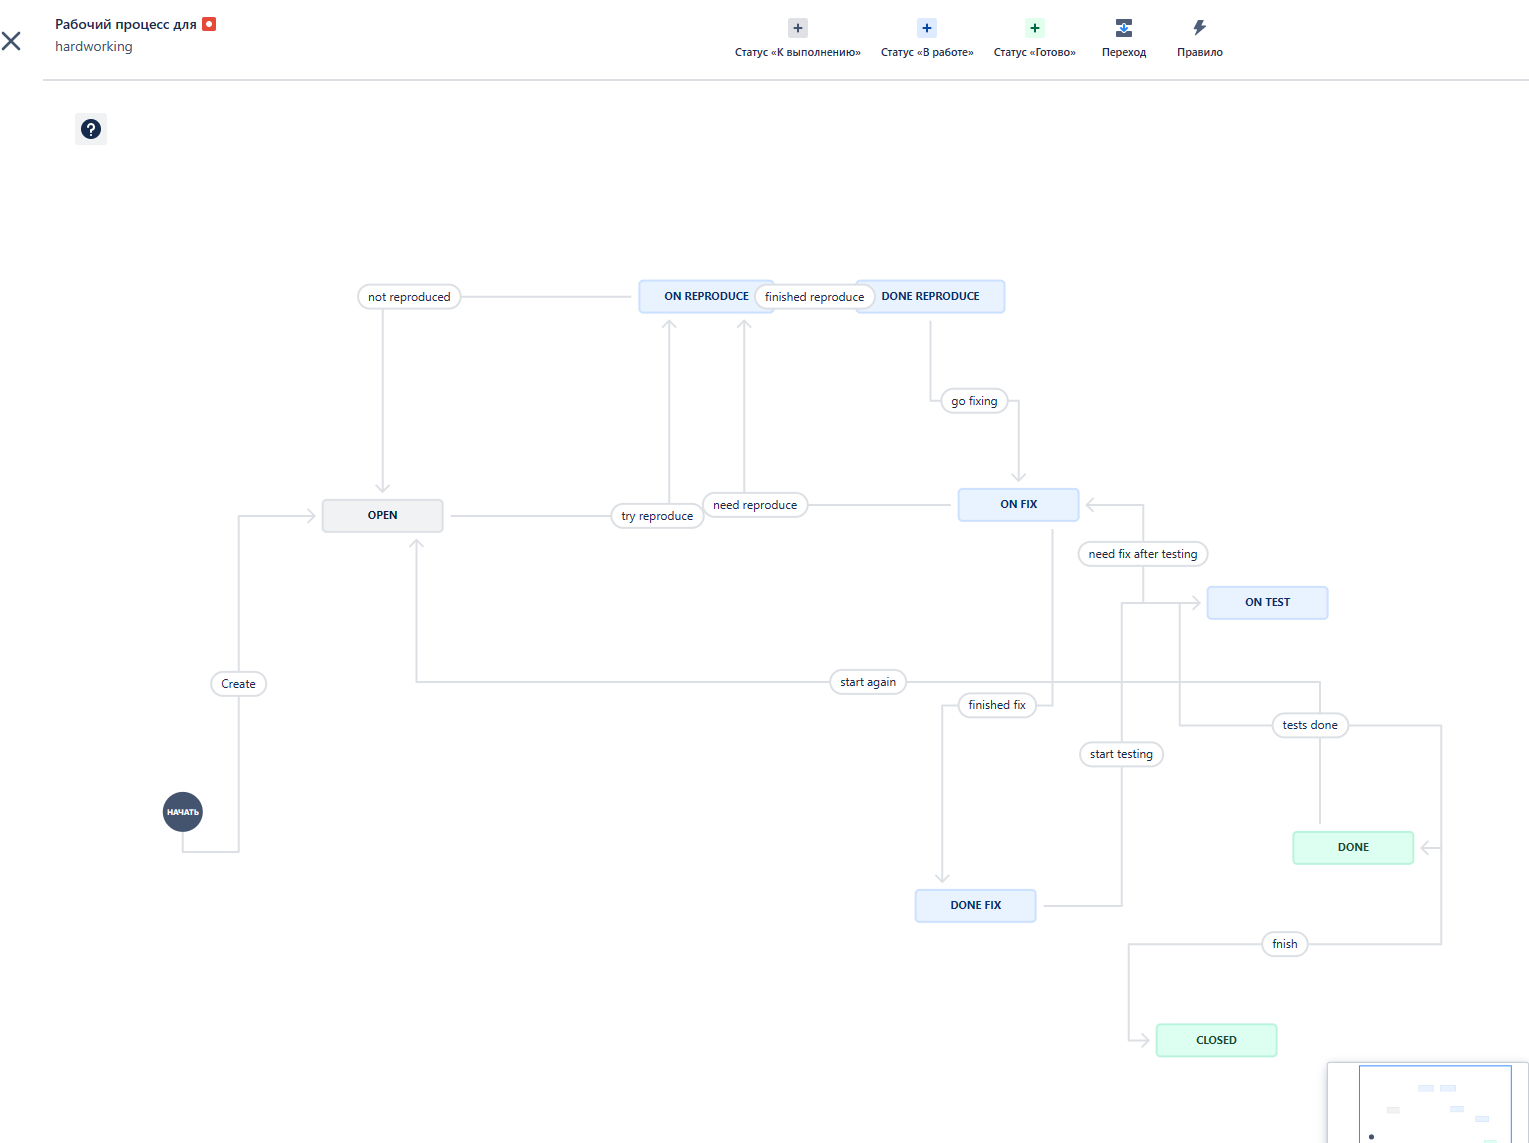 Рабочий процесс для
hardworking
Статус «К выполнению»
Статус «В работе»
Статус «Готово»
Переход
Правило
not reproduced
ON REPRODUCE
finished reproduce
DONE REPRODUCE
go fixing
OPEN
try reproduce
need reproduce
ON FIX
need fix after testing
ON TEST
Create
start again
finished fix
tests done
start testing
НАЧАТЬ
DONE
DONE FIX
fnish
CLOSED